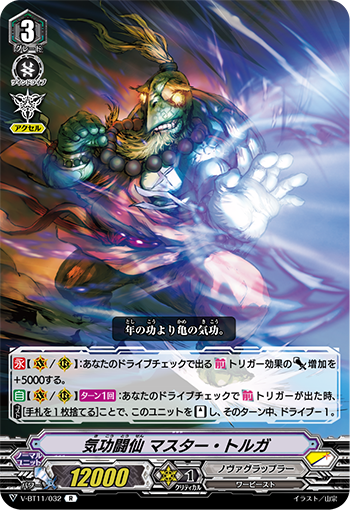 3
グレード
ツインドライブ
アクセル
年の功より亀の気功。
とし こう かめ きこう
永【V/R】:あなたのドライブチェックで出る前トリガー効果の増加を
+5000する。
自【V/R】ターン1回:あなたのドライブチェックで前トリガーが出た時、
[手札を1枚捨てる]ことで、このユニットを[スタンド]し、そのターン中、ドライブ-1。
ノーマル
ユニット
気功闘仙 マスター・トルガ
パワー
12000
1
クリティカル
ノヴァグラップラー
ワービースト
V-BT11/032 R
イラスト/山宗